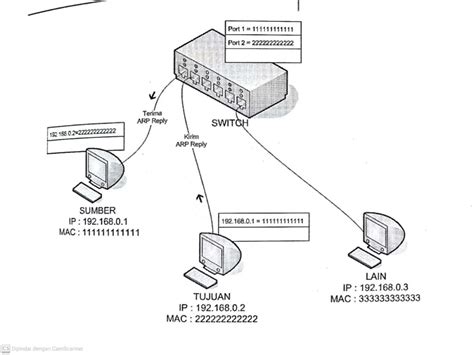 Port 1 = 111111111111
Port 2 = 222222222222
Terima
ARP Reply
SWITCH
192.168.0.2=222222222222
Kirim
ARP Reply
SUMBER
IP : 192.168.0.1
MAC : 111111111111
192.168.0.1 = 111111111111
TUJUAN
IP : 192.168.0.2
MAC : 222222222222
LAIN
IP : 192.168.0.3
MAC : 333333333333
CS Dipindai dengan CamScanner